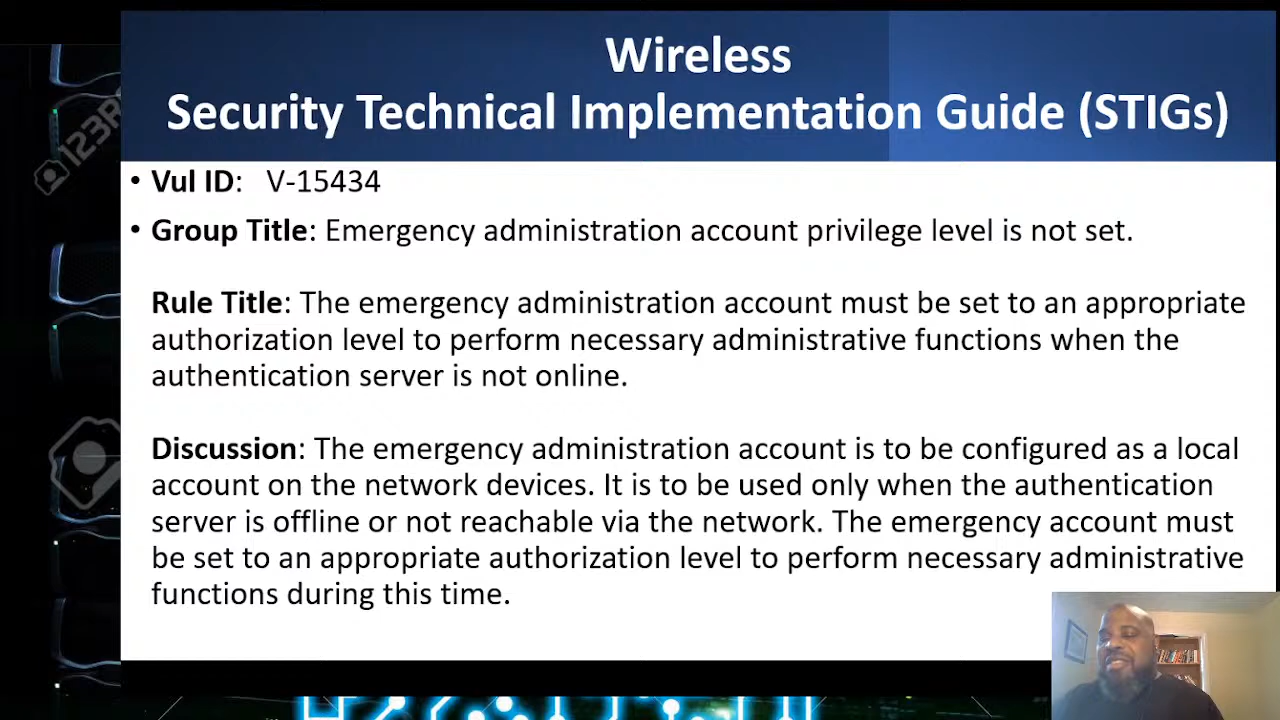 Wireless
Security Technical Implementation Guide (STIGs)
• Vul ID: V-15434
• Group Title: Emergency administration account privilege level is not set.
Rule Title: The emergency administration account must be set to an appropriate
authorization level to perform necessary administrative functions when the
authentication server is not online.
Discussion: The emergency administration account is to be configured as a local
account on the network devices. It is to be used only when the authentication
server is offline or not reachable via the network. The emergency account must
be set to an appropriate authorization level to perform necessary administrative
functions during this time.